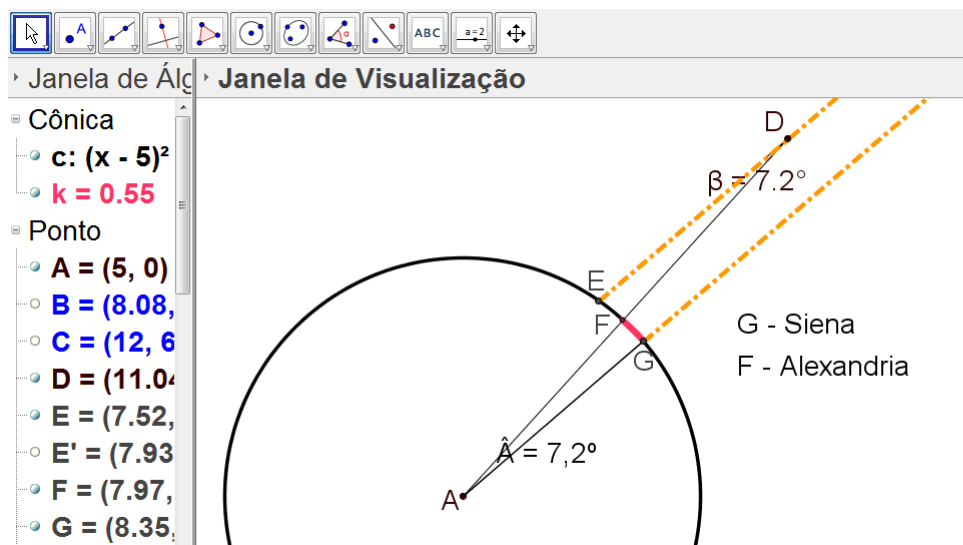 A
ABC
a=2
Janela de Álg
Janela de Visualização
Cônica
c: (x - 5)²
k = 0.55
Ponto
A = (5, 0)
B = (8.08,
C = (12, 6
D = (11.04
E = (7.52,
E' = (7.93
F = (7.97,
G = (8.35,
D
β = 7.2°
E
F
G
G - Siena
F - Alexandria
Â = 7,2º
A